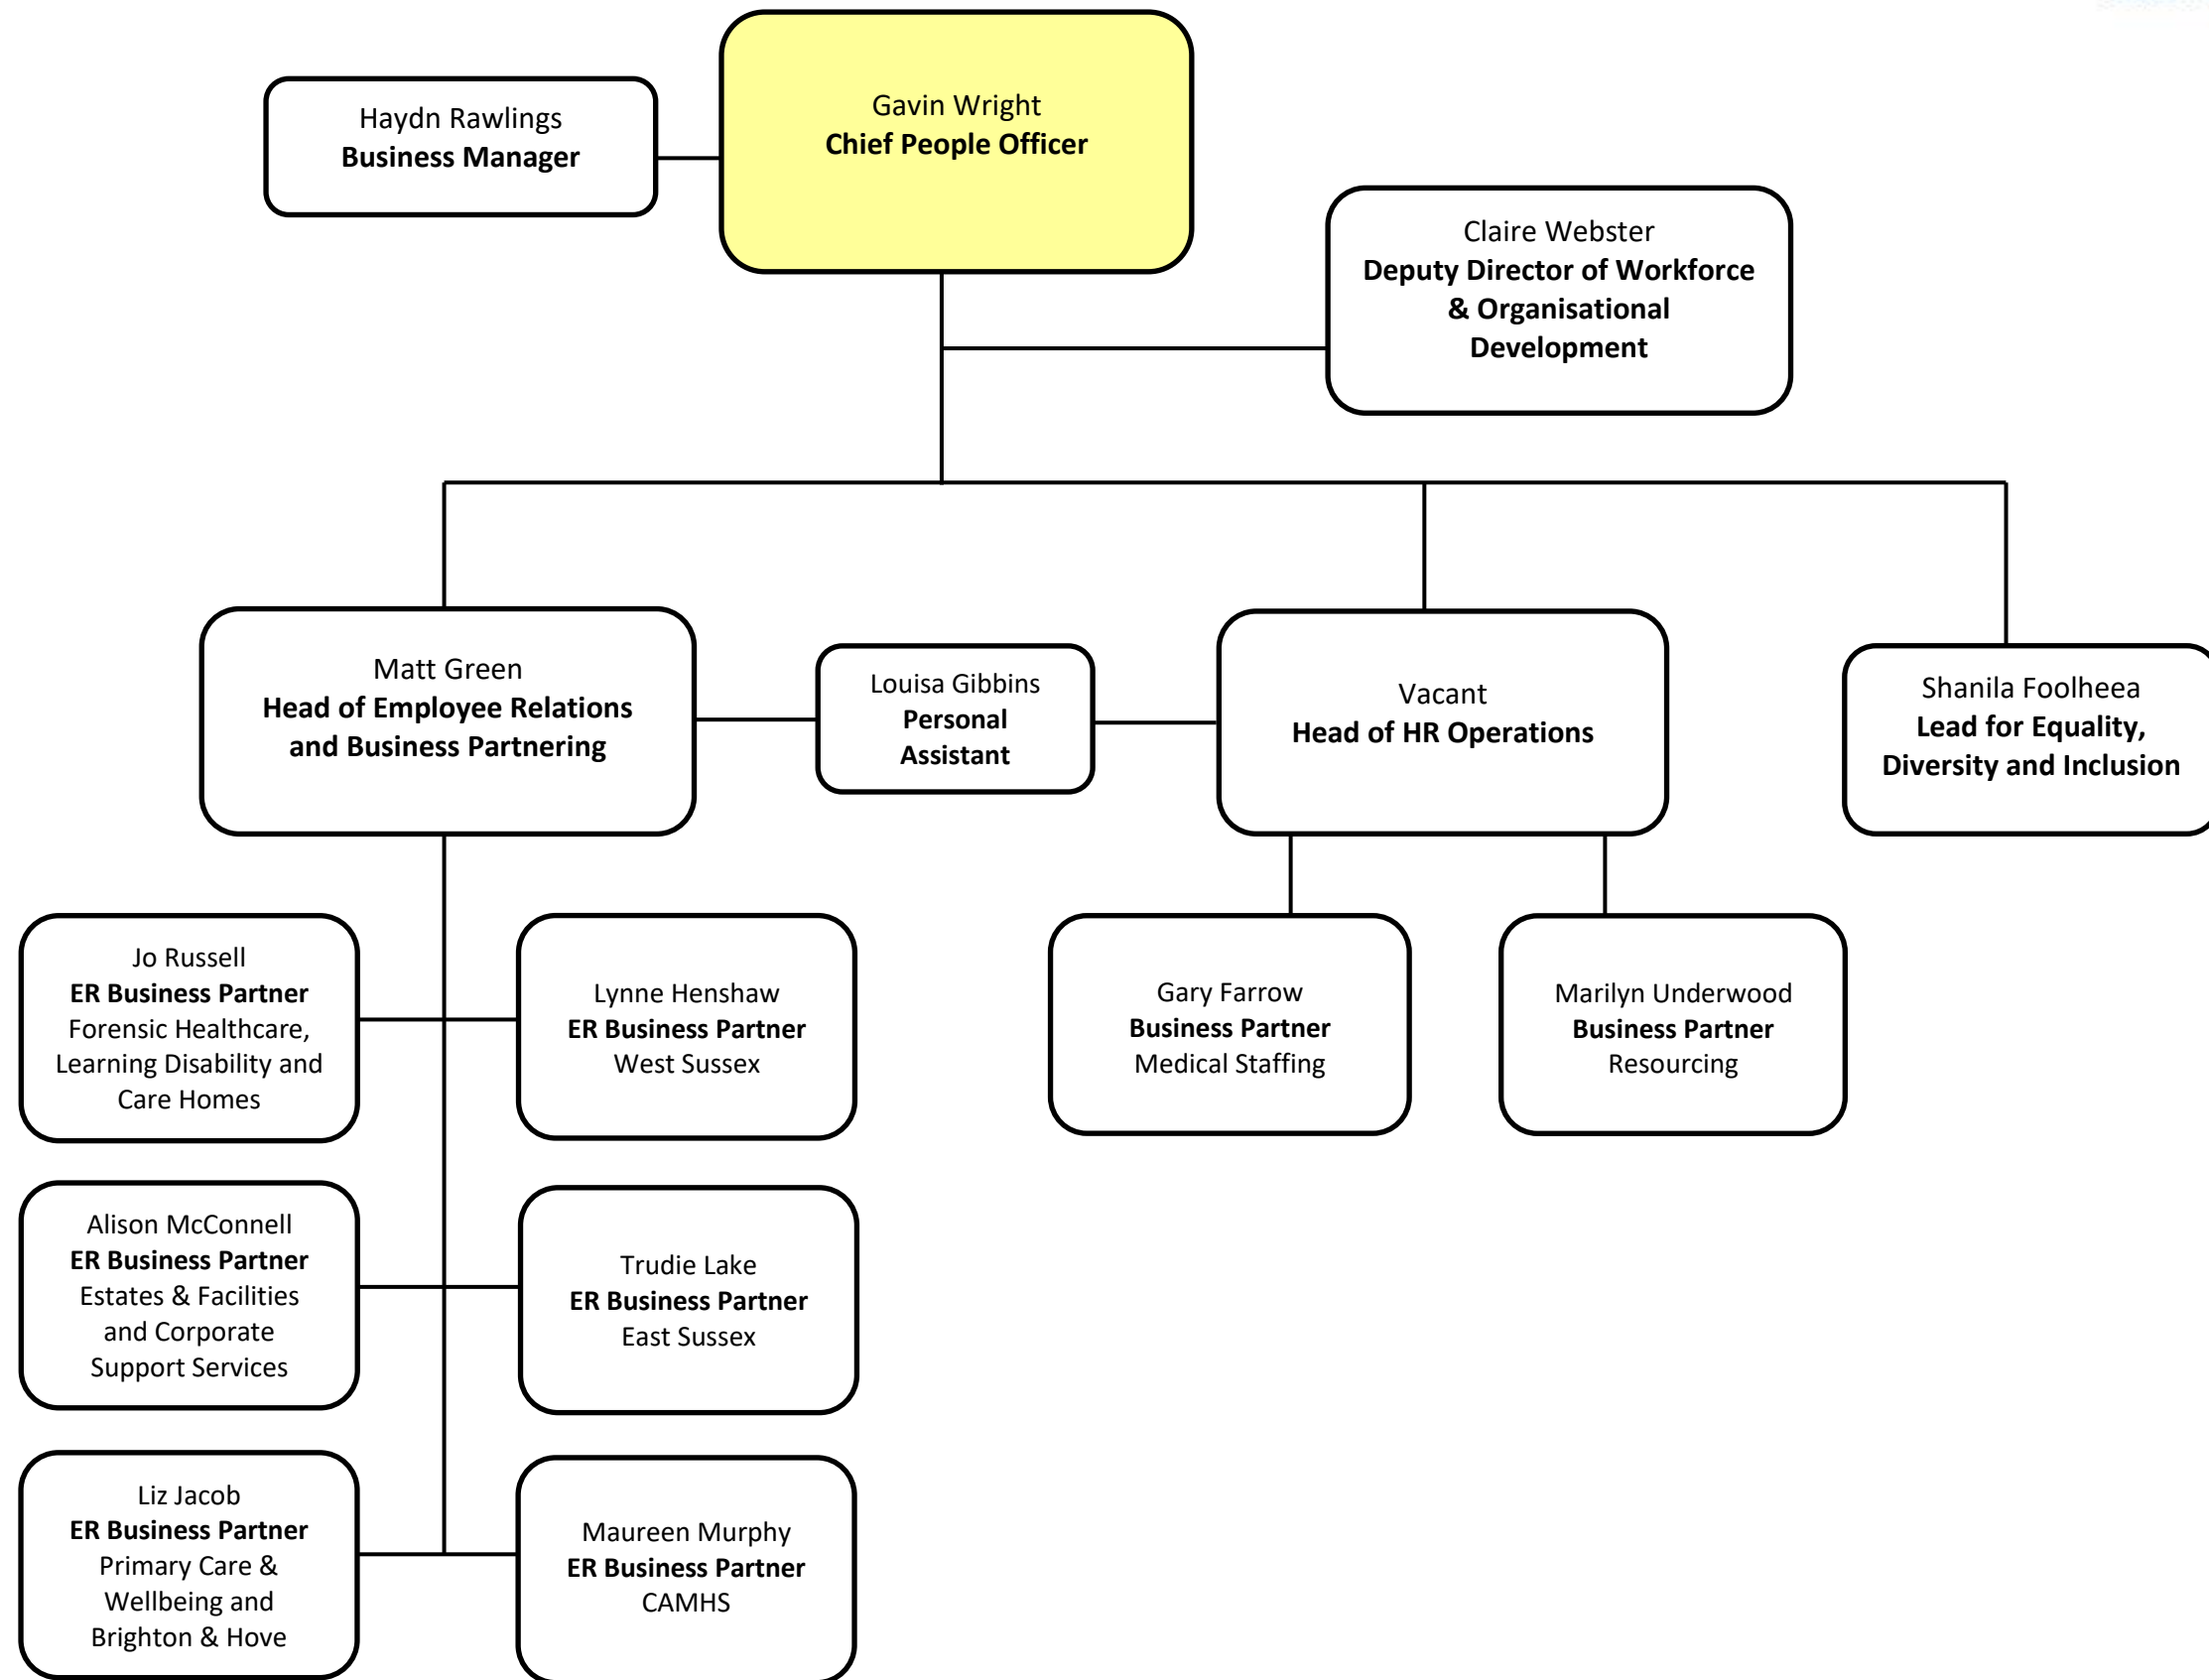 Gavin Wright
Chief People Officer
Haydn Rawlings
Business Manager
Claire Webster
Deputy Director of Workforce
& Organisational
Development
Matt Green
Head of Employee Relations
and Business Partnering
Louisa Gibbins
Personal
Assistant
Vacant
Head of HR Operations
Shanila Foolheea
Lead for Equality,
Diversity and Inclusion
Jo Russell
ER Business Partner
Forensic Healthcare,
Learning Disability and
Care Homes
Lynne Henshaw
ER Business Partner
West Sussex
Gary Farrow
Business Partner
Medical Staffing
Marilyn Underwood
Business Partner
Resourcing
Alison McConnell
ER Business Partner
Estates & Facilities
and Corporate
Support Services
Trudie Lake
ER Business Partner
East Sussex
Liz Jacob
ER Business Partner
Primary Care &
Wellbeing and
Brighton & Hove
Maureen Murphy
ER Business Partner
CAMHS